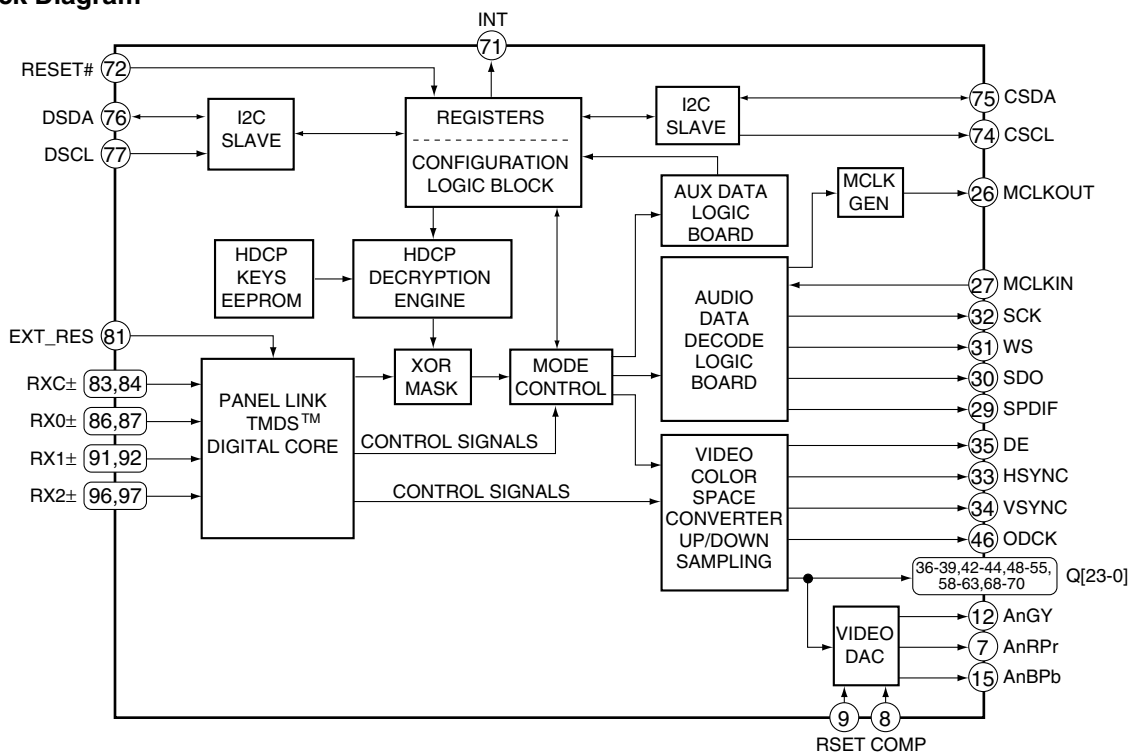 ck Diagram
INT
71
RESET# 72
DSDA 76
DSCL 77
I2C
SLAVE
REGISTERS
CONFIGURATION
LOGIC BLOCK
I2C
SLAVE
75 CSDA
74 CSCL
AUX DATA
LOGIC
BOARD
MCLK
GEN
26 MCLKOUT
HDCP
KEYS
EEPROM
HDCP
DECRYPTION
ENGINE
AUDIO
DATA
DECODE
LOGIC
BOARD
27 MCLKIN
32 SCK
31 WS
30 SDO
29 SPDIF
EXT_RES 81
RXC± 83,84
RX0± 86,87
RX1± 91,92
RX2± 96,97
PANEL LINK
TMDS™
DIGITAL CORE
XOR
MASK
MODE
CONTROL
CONTROL SIGNALS
CONTROL SIGNALS
VIDEO
COLOR
SPACE
CONVERTER
UP/DOWN
SAMPLING
35 DE
33 HSYNC
34 VSYNC
46 ODCK
36-39,42-44,48-55,
58-63,68-70
Q[23-0]
VIDEO
DAC
12 AnGY
7 AnRPr
15 AnBPb
9 8
RSET COMP